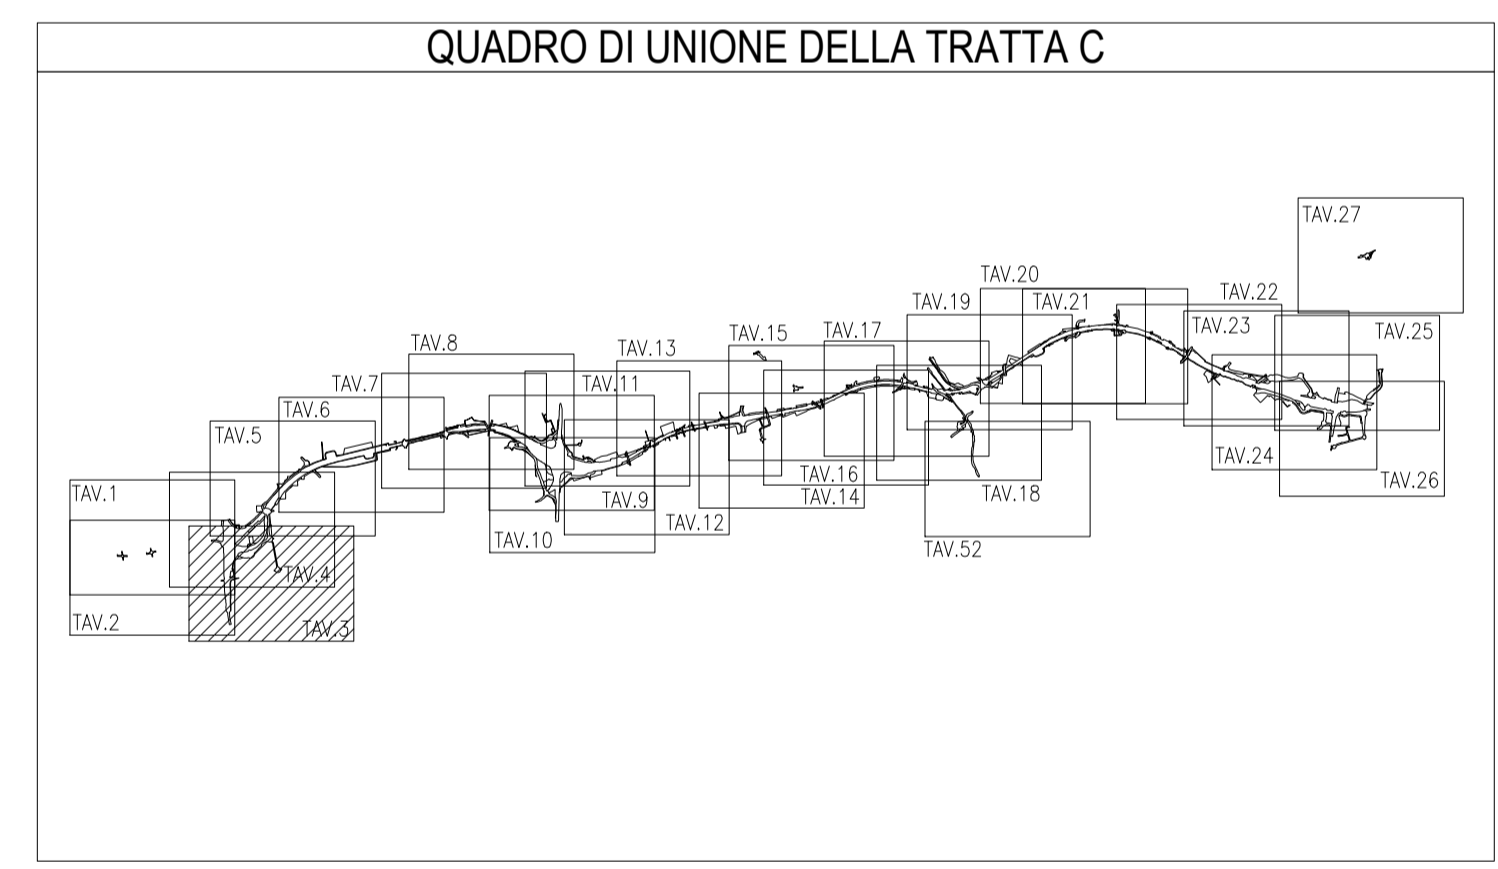 QUADRO DI UNIONE DELLA TRATTA C
TAV.27
TAV.20
TAV.22
TAV.19
TAV.21
TAV.23
TAV.25
TAV.15
TAV.17
TAV.8
TAV.13
TAV.7
TAV.11
TAV.6
TAV.5
TAV.24
TAV.16
TAV.26
TAV.1
TAV.9
TAV.14
TAV.18
TAV.12
TAV.10
TAV.52
TAV.4
TAV.2
TAV.3